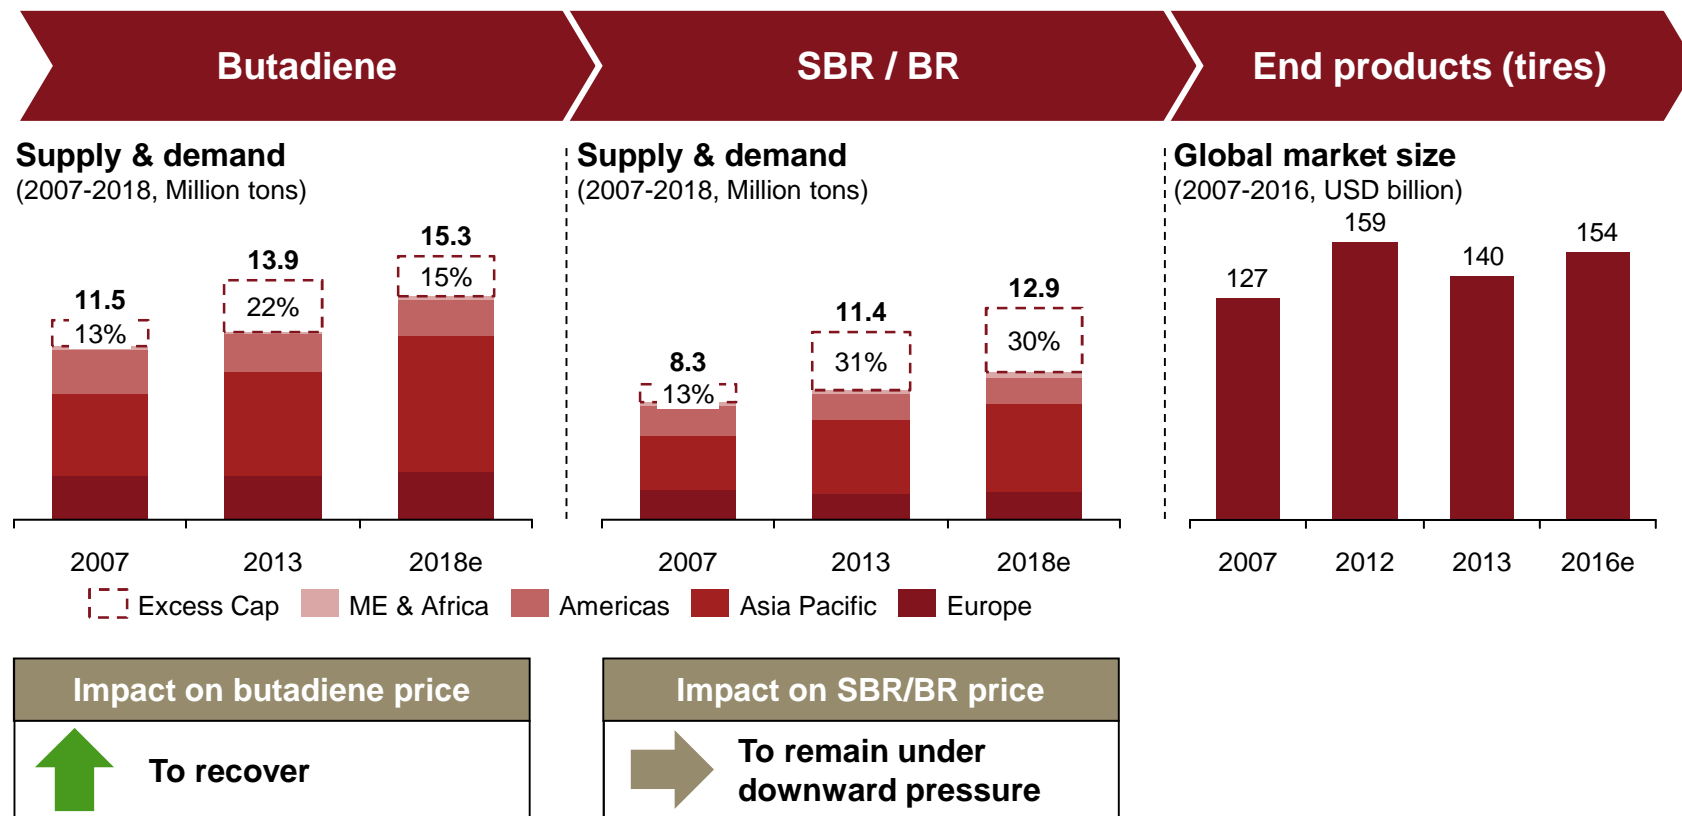 Butadiene
SBR / BR
End products (tires)
Supply & demand
(2007-2018, Million tons)
11.5
13%
13.9
22%
15.3
15%
2007
2013
2018e
Supply & demand
(2007-2018, Million tons)
8.3
13%
11.4
31%
12.9
30%
2007
2013
2018e
Global market size
(2007-2016, USD billion)
127
159
140
154
2007
2012
2013
2016e
Excess Cap
ME & Africa
Americas
Asia Pacific
Europe
Impact on butadiene price
To recover
Impact on SBR/BR price
To remain under
downward pressure